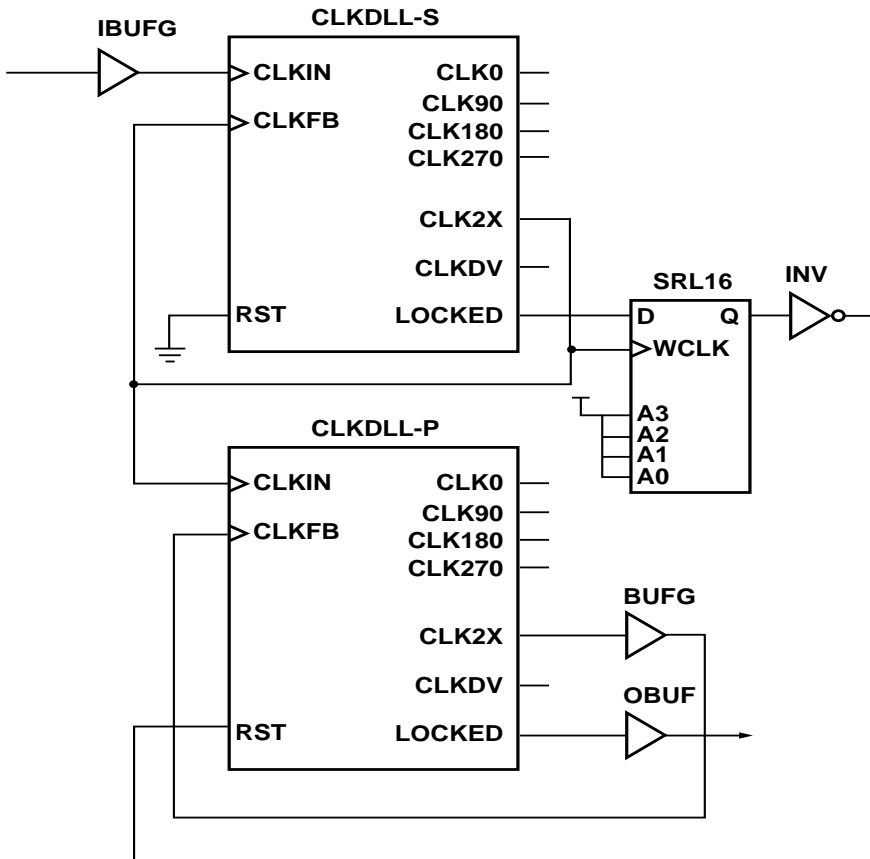 CLKDLL-S
IBUFG
CLKIN
CLK0
CLKFB
CLK90
CLK180
CLK270
CLK2X
CLKDV
RST
LOCKED
SRL16
INV
D
Q
WCLK
A3
A2
A1
A0
CLKDLL-P
CLKIN
CLK0
CLKFB
CLK90
CLK180
CLK270
BUFG
CLK2X
CLKDV
OBUF
RST
LOCKED